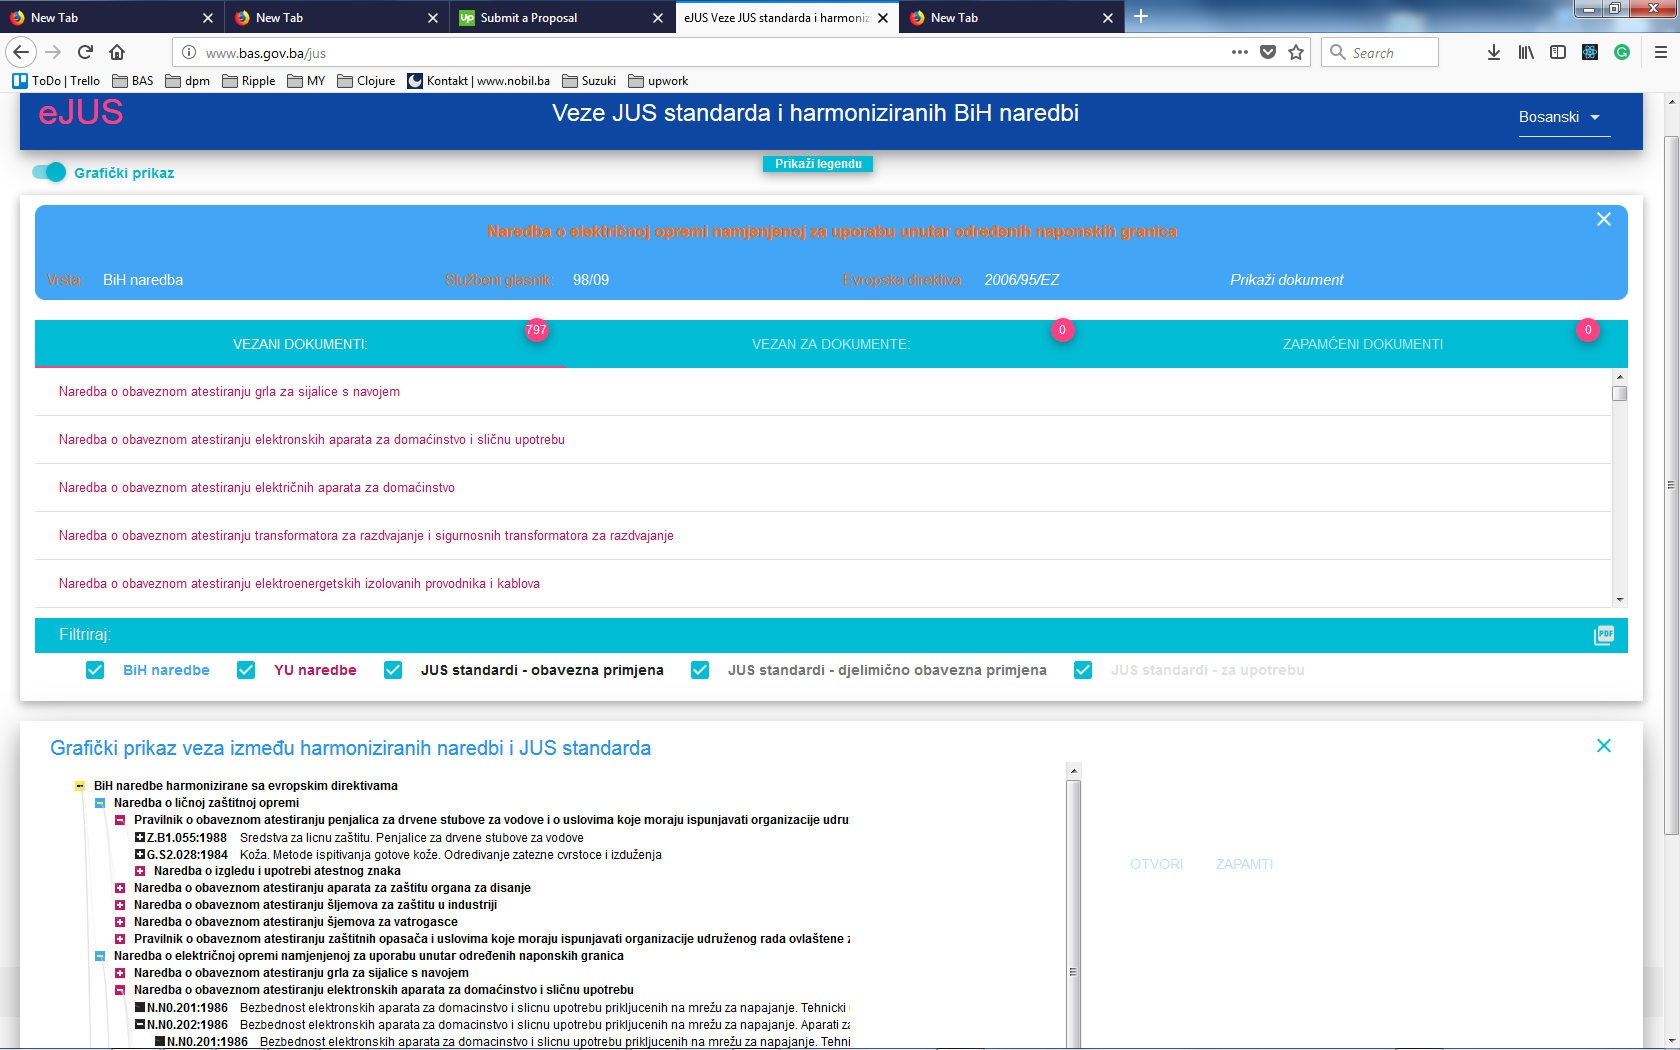 New Tab
New Tab
Submit a Proposal
eJUS Veze JUS standarda i harmoniz
New Tab
www.bas.gov.ba/jus
Search
ToDo | Trello
BAS
dpm
Ripple
MY
Clojure
Kontakt | www.nobil.ba
Suzuki
upwork
eJUS
Veze JUS standarda i harmoniziranih BiH naredbi
Bosanski
Grafički prikaz
Prikaži legendu
Naredba o električnoj opremi namjenjenoj za uporabu unutar određenih naponskih granica
Vrsta: BiH naredba
Službeni glasnik: 98/09
Evropska direktiva: 2006/95/EZ
Prikaži dokument
VEZANI DOKUMENTI: 797
VEZAN ZA DOKUMENTE: 0
ZAPAMĆENI DOKUMENTI 0
Naredba o obaveznom atestiranju grla za sijalice s navojem
Naredba o obaveznom atestiranju elektronskih aparata za domaćinstvo i sličnu upotrebu
Naredba o obaveznom atestiranju električnih aparata za domaćinstvo
Naredba o obaveznom atestiranju transformatora za razdvajanje i sigurnosnih transformatora za razdvajanje
Naredba o obaveznom atestiranju elektroenergetskih izolovanih provodnika i kablova
Filtriraj:
PDF
BiH naredbe
YU naredbe
JUS standardi - obavezna primjena
JUS standardi - djelimično obavezna primjena
JUS standardi - za upotrebu
Grafički prikaz veza između harmoniziranih naredbi i JUS standarda
BiH naredbe harmonizirane sa evropskim direktivama
Naredba o ličnoj zaštitnoj opremi
Pravilnik o obaveznom atestiranju penjalica za drvene stubove za vodove i o uslovima koje moraju ispunjavati organizacije udru
Z.B1.055:1988 Sredstva za licnu zaštitu. Penjalice za drvene stubove za vodove
G.S2.028:1984 Koža. Metode ispitivanja gotove kože. Odredivanje zatezne cvrstoce i izduženja
Naredba o izgledu i upotrebi atestnog znaka
Naredba o obaveznom atestiranju aparata za zaštitu organa za disanje
Naredba o obaveznom atestiranju šljemova za zaštitu u industriji
Naredba o obaveznom atestiranju šjemova za vatrogasce
Pravilnik o obaveznom atestiranju zaštitnih opasača i uslovima koje moraju ispunjavati organizacije udruženog rada ovlaštene z
Naredba o električnoj opremi namjenjenoj za uporabu unutar određenih naponskih granica
Naredba o obaveznom atestiranju grla za sijalice s navojem
Naredba o obaveznom atestiranju elektronskih aparata za domaćinstvo i sličnu upotrebu
N.N0.201:1986 Bezbednost elektronskih aparata za domacinstvo i slicnu upotrebu prikljucenih na mrežu za napajanje. Tehnicki
N.N0.202:1986 Bezbednost elektronskih aparata za domacinstvo i slicnu upotrebu prikljucenih na mrežu za napajanje. Aparati za
N.N0.201:1986 Bezbednost elektronskih aparata za domacinstvo i slicnu upotrebu prikljucenih na mrežu za napajanje. Tehni
OTVORI
ZAPAMTI